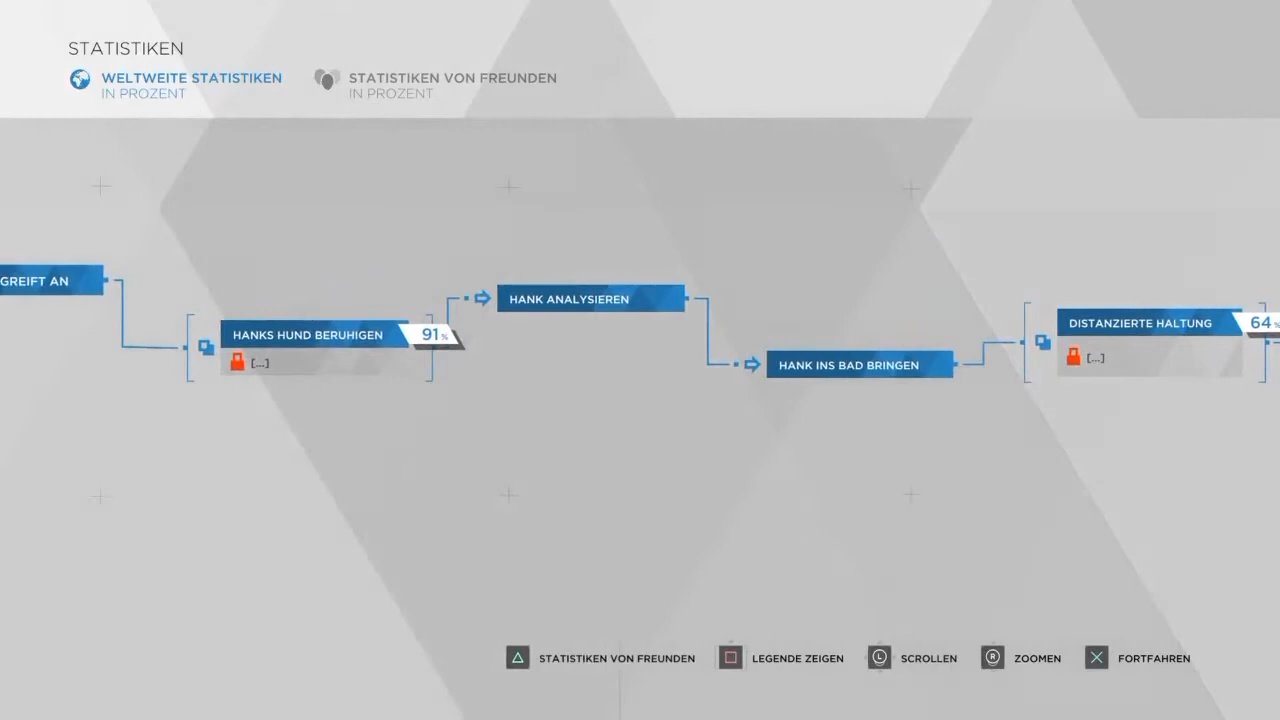 STATISTIKEN
WELTWEITE STATISTIKEN
IN PROZENT
STATISTIKEN VON FREUNDEN
IN PROZENT
GREIFT AN
HANKS HUND BERUHIGEN
91%
[...]
HANK ANALYSIEREN
HANK INS BAD BRINGEN
DISTANZIERTE HALTUNG
64%
[...]
STATISTIKEN VON FREUNDEN
LEGENDE ZEIGEN
L
SCROLLEN
R
ZOOMEN
FORTFAHREN